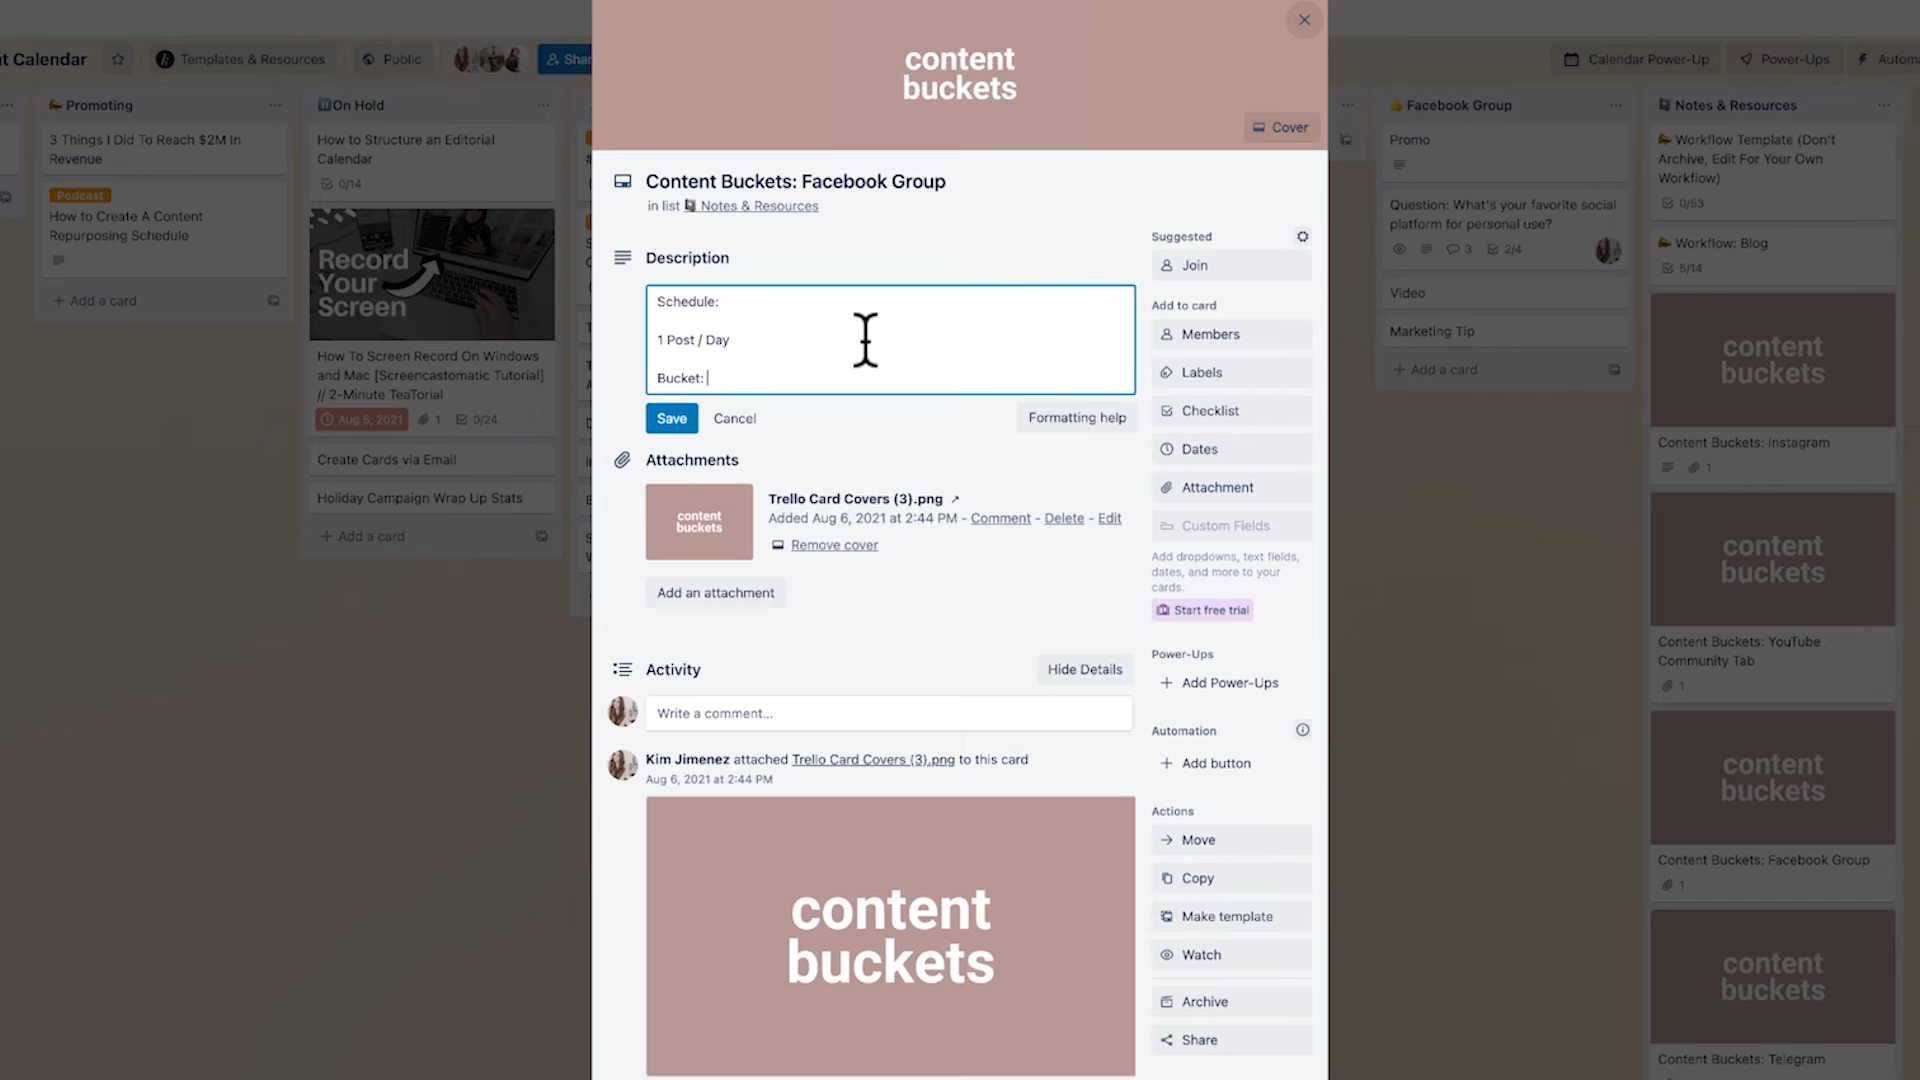 nt Calendar
Templates & Resources
Public
Shar
Calendar Power-Up
Power-Ups
Autom
Promoting
3 Things I Did To Reach $2M In
Revenue
Podcast
How to Create A Content
Repurposing Schedule
+ Add a card
On Hold
How to Structure an Editorial
Calendar
0/14
Record
Your
Screen
How To Screen Record On Windows
and Mac [Screencastomatic Tutorial]
// 2-Minute TeaTorial
Aug 5, 2021
1
0/24
Create Cards via Email
Holiday Campaign Wrap Up Stats
+ Add a card
content
buckets
Cover
Content Buckets: Facebook Group
in list Notes & Resources
Description
Schedule:
1 Post / Day
Bucket:
Save
Cancel
Formatting help
Attachments
content
buckets
Trello Card Covers (3).png ↗
Added Aug 6, 2021 at 2:44 PM - Comment - Delete - Edit
Remove cover
Add an attachment
Activity
Hide Details
Write a comment...
Kim Jimenez attached Trello Card Covers (3).png to this card
Aug 6, 2021 at 2:44 PM
content
buckets
Suggested
Join
Add to card
Members
Labels
Checklist
Dates
Attachment
Custom Fields
Add dropdowns, text fields,
dates, and more to your
cards.
Start free trial
Power-Ups
+ Add Power-Ups
Automation
+ Add button
Actions
Move
Copy
Make template
Watch
Archive
Share
Facebook Group
Promo
Question: What's your favorite social
platform for personal use?
3
2/4
Video
Marketing Tip
+ Add a card
Notes & Resources
Workflow Template (Don't
Archive, Edit For Your Own
Workflow)
0/53
Workflow: Blog
5/14
content
buckets
Content Buckets: Instagram
1
content
buckets
Content Buckets: YouTube
Community Tab
1
content
buckets
Content Buckets: Facebook Group
1
content
buckets
Content Buckets: Telegram